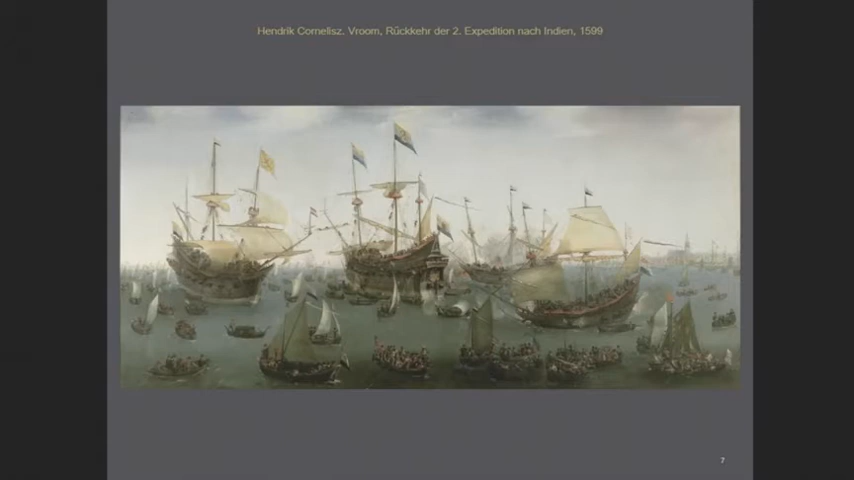 Hendrik Cornelisz. Vroom, Rückkehr der 2. Expedition nach Indien, 1599
7